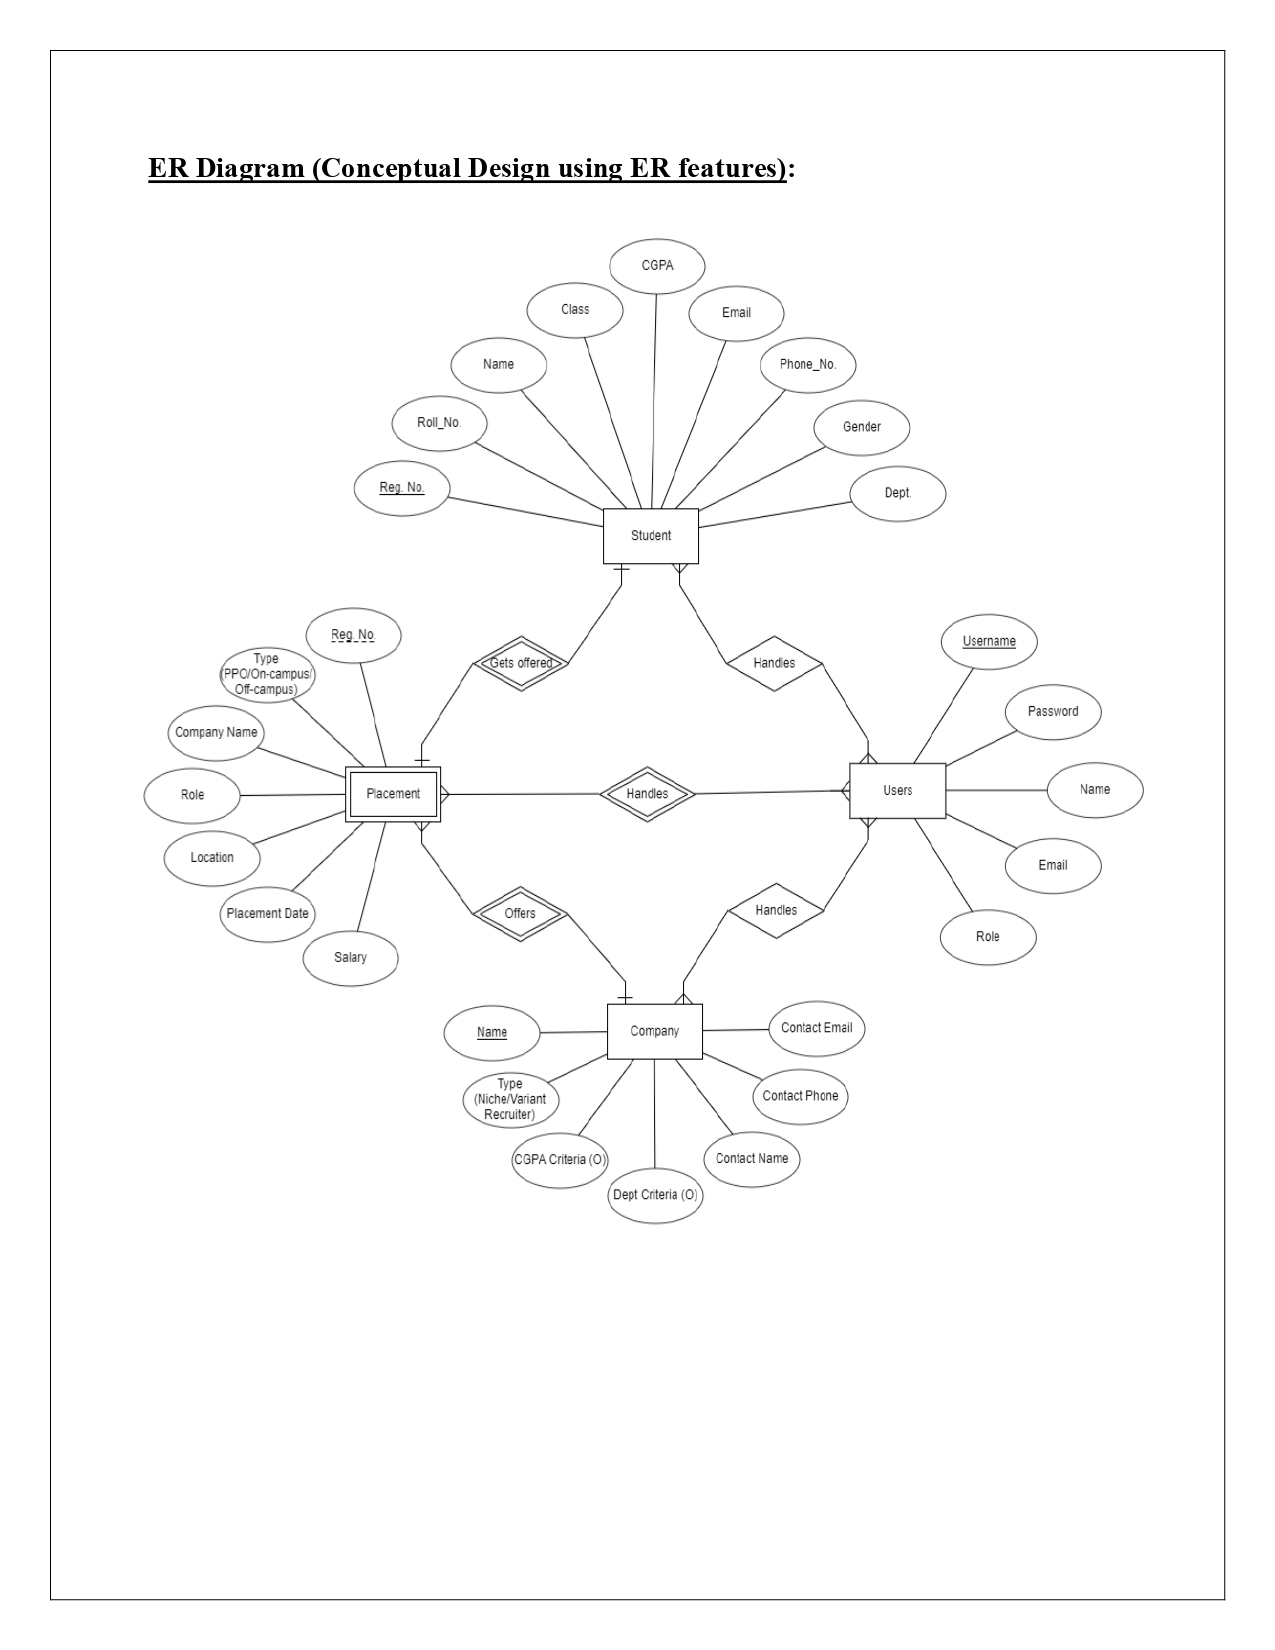 ER Diagram (Conceptual Design using ER features):
CGPA
Class
Email
Name
Phone_No.
Roll_No.
Gender
Reg. No.
Dept.
Student
Reg. No.
Type
(PPO/On-campus/
Off-campus)
Gets offered
Handles
Username
Company Name
Password
Role
Placement
Handles
Users
Name
Location
Email
Placement Date
Offers
Handles
Role
Salary
Name
Company
Contact Email
Type
(Niche/Variant
Recruiter)
Contact Phone
CGPA Criteria (O)
Contact Name
Dept Criteria (O)